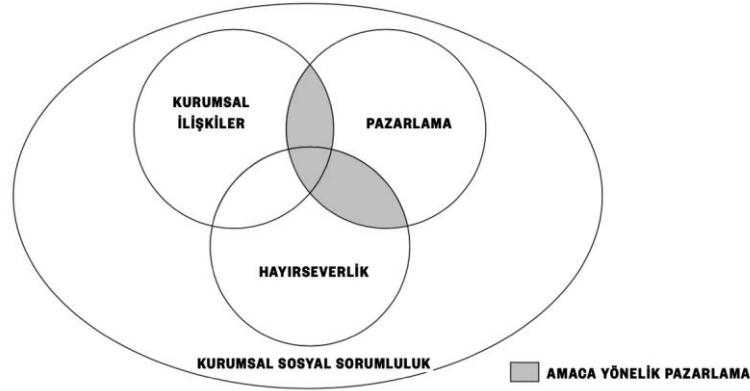 KURUMSAL
İLİŞKİLER
PAZARLAMA
HAYIRSEVERLİK
KURUMSAL SOSYAL SORUMLULUK
AMACA YÖNELİK PAZARLAMA